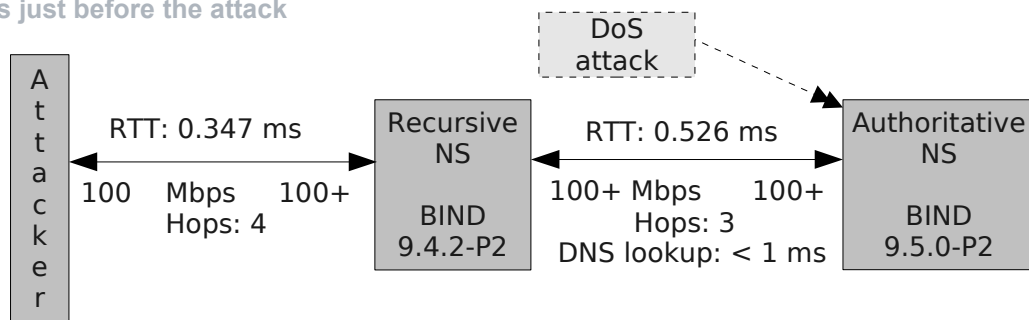 s just before the attack
DoS
attack
A
t
t
a
c
k
e
r
RTT: 0.347 ms
100 Mbps 100+
Hops: 4
Recursive
NS
BIND
9.4.2-P2
RTT: 0.526 ms
100+ Mbps 100+
Hops: 3
DNS lookup: < 1 ms
Authoritative
NS
BIND
9.5.0-P2